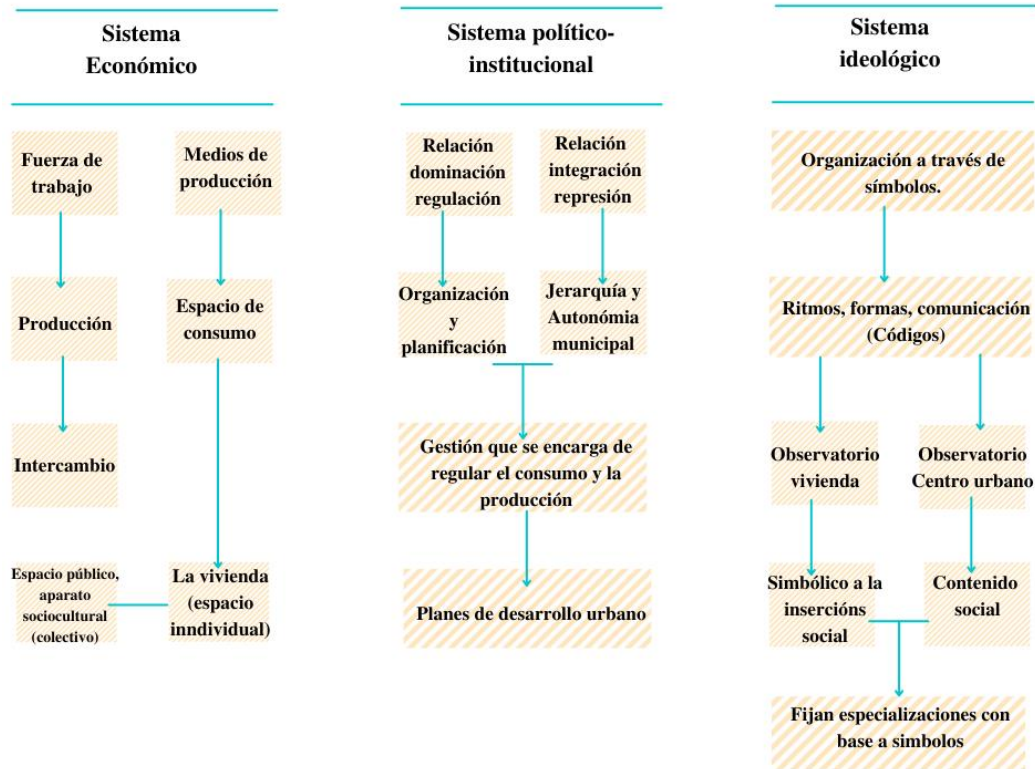 Sistema
Económico
Fuerza de
trabajo
Medios de
producción
Producción
Espacio de
consumo
Intercambio
Espacio público,
aparato
sociocultural
(colectivo)
La vivienda
(espacio
inndividual)
Sistema político-
institucional
Relación
dominación
regulación
Relación
integración
represión
Organización
y
planificación
Jerarquía y
Autonómia
municipal
Gestión que se encarga de
regular el consumo y la
producción
Planes de desarrollo urbano
Sistema
ideológico
Organización a través de
símbolos.
Ritmos, formas, comunicación
(Códigos)
Observatorio
vivienda
Observatorio
Centro urbano
Simbólico a la
insercións
social
Contenido
social
Fijan especializaciones con
base a simbolos